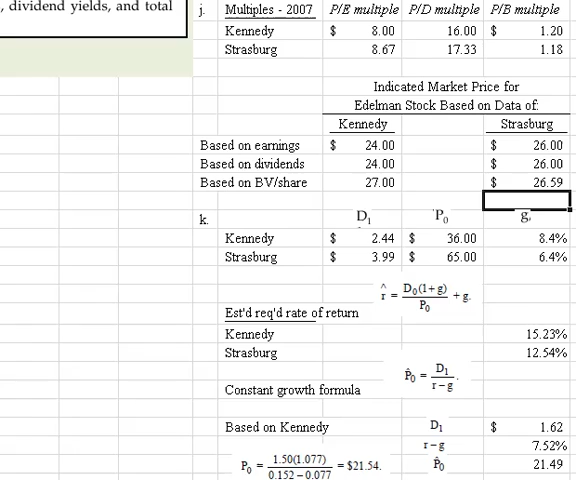 , dividend yields, and total
j. Multiples - 2007 P/E multiple P/D multiple P/B multiple
Kennedy $ 8.00 16.00 $ 1.20
Strasburg 8.67 17.33 1.18
Indicated Market Price for
Edelman Stock Based on Data of:
Kennedy Strasburg
Based on earnings $ 24.00 $ 26.00
Based on dividends 24.00 $ 26.00
Based on BV/share 27.00 $ 26.59
k. D₁ P₀ g.
Kennedy $ 2.44 $ 36.00 8.4%
Strasburg $ 3.99 $ 65.00 6.4%
r̂ = D₀(1+g)/P₀ + g.
Est'd req'd rate of return
Kennedy 15.23%
Strasburg 12.54%
P̂₀ = D₁/r−g.
Constant growth formula
Based on Kennedy D₁ $ 1.62
r−g 7.52%
P₀ = 1.50(1.077)/0.152 − 0.077 = $21.54. P̂₀ 21.49